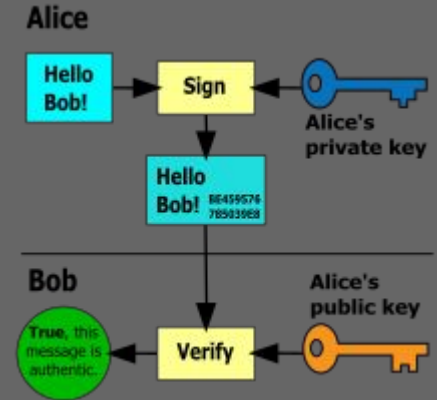 Alice
Hello
Bob!
Sign
Alice's
private key
Hello
Bob!
BE459576
785039E8
Bob
Alice's
public key
True, this
message is
authentic.
Verify